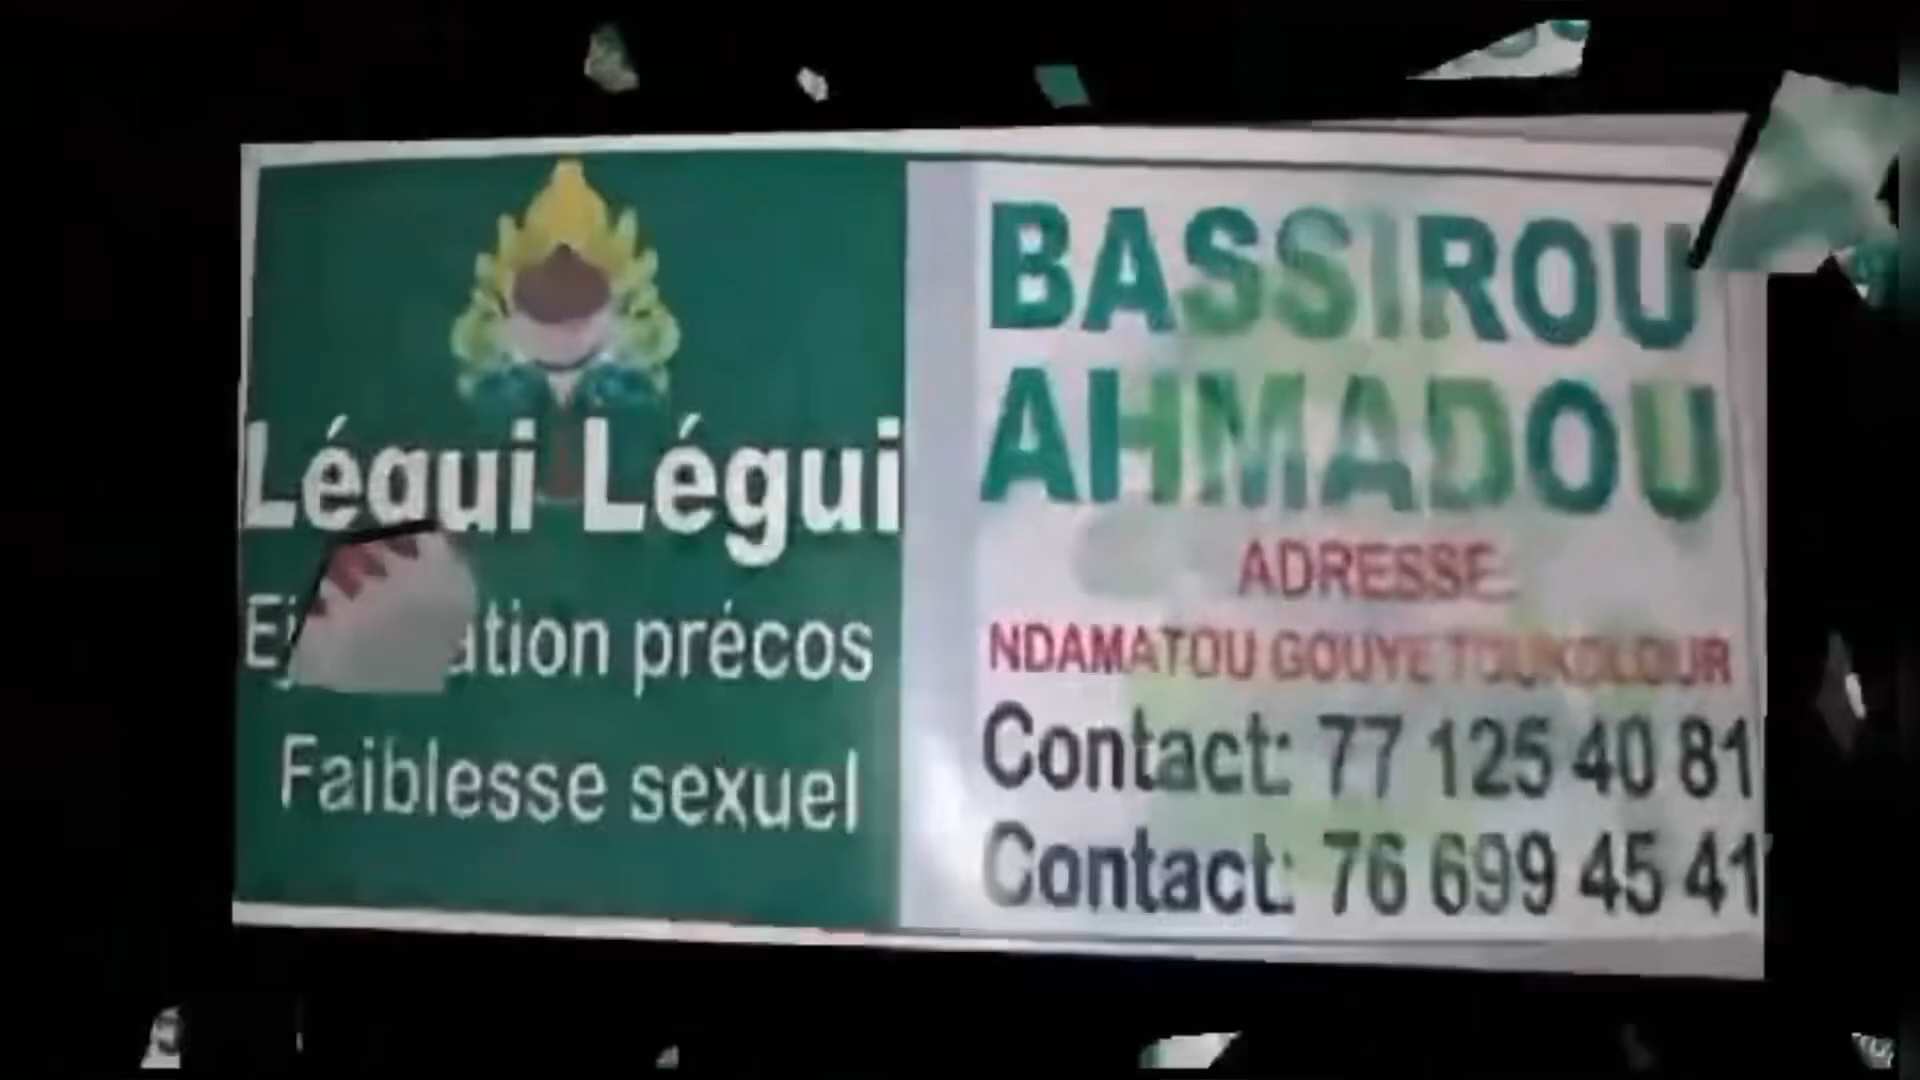 Légui Légui
précos
Faiblesse sexuel
BASSIROU
AHMADOU
ADRESSE
NDAMATOU GOUYE TOUKOLOUR
Contact: 77 125 40 81
Contact: 76 699 45 41